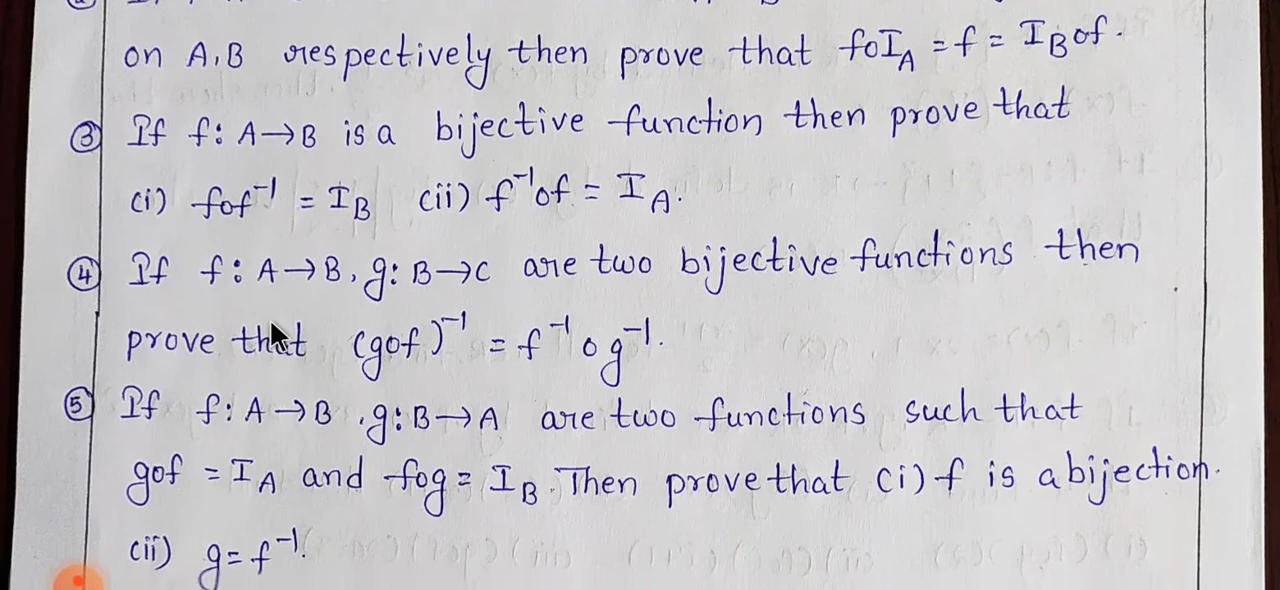 on A,B respectively then prove that foI_A = f = I_Bof.
③ If f: A→B is a bijective function then prove that
(i) fof⁻¹ = I_B (ii) f⁻¹of = I_A.
④ If f: A→B, g: B→C are two bijective functions then
prove that (gof)⁻¹ = f⁻¹og⁻¹.
⑤ If f: A→B, g: B→A are two functions such that
gof = I_A and fog = I_B. Then prove that (i) f is a bijection.
(ii) g = f⁻¹.